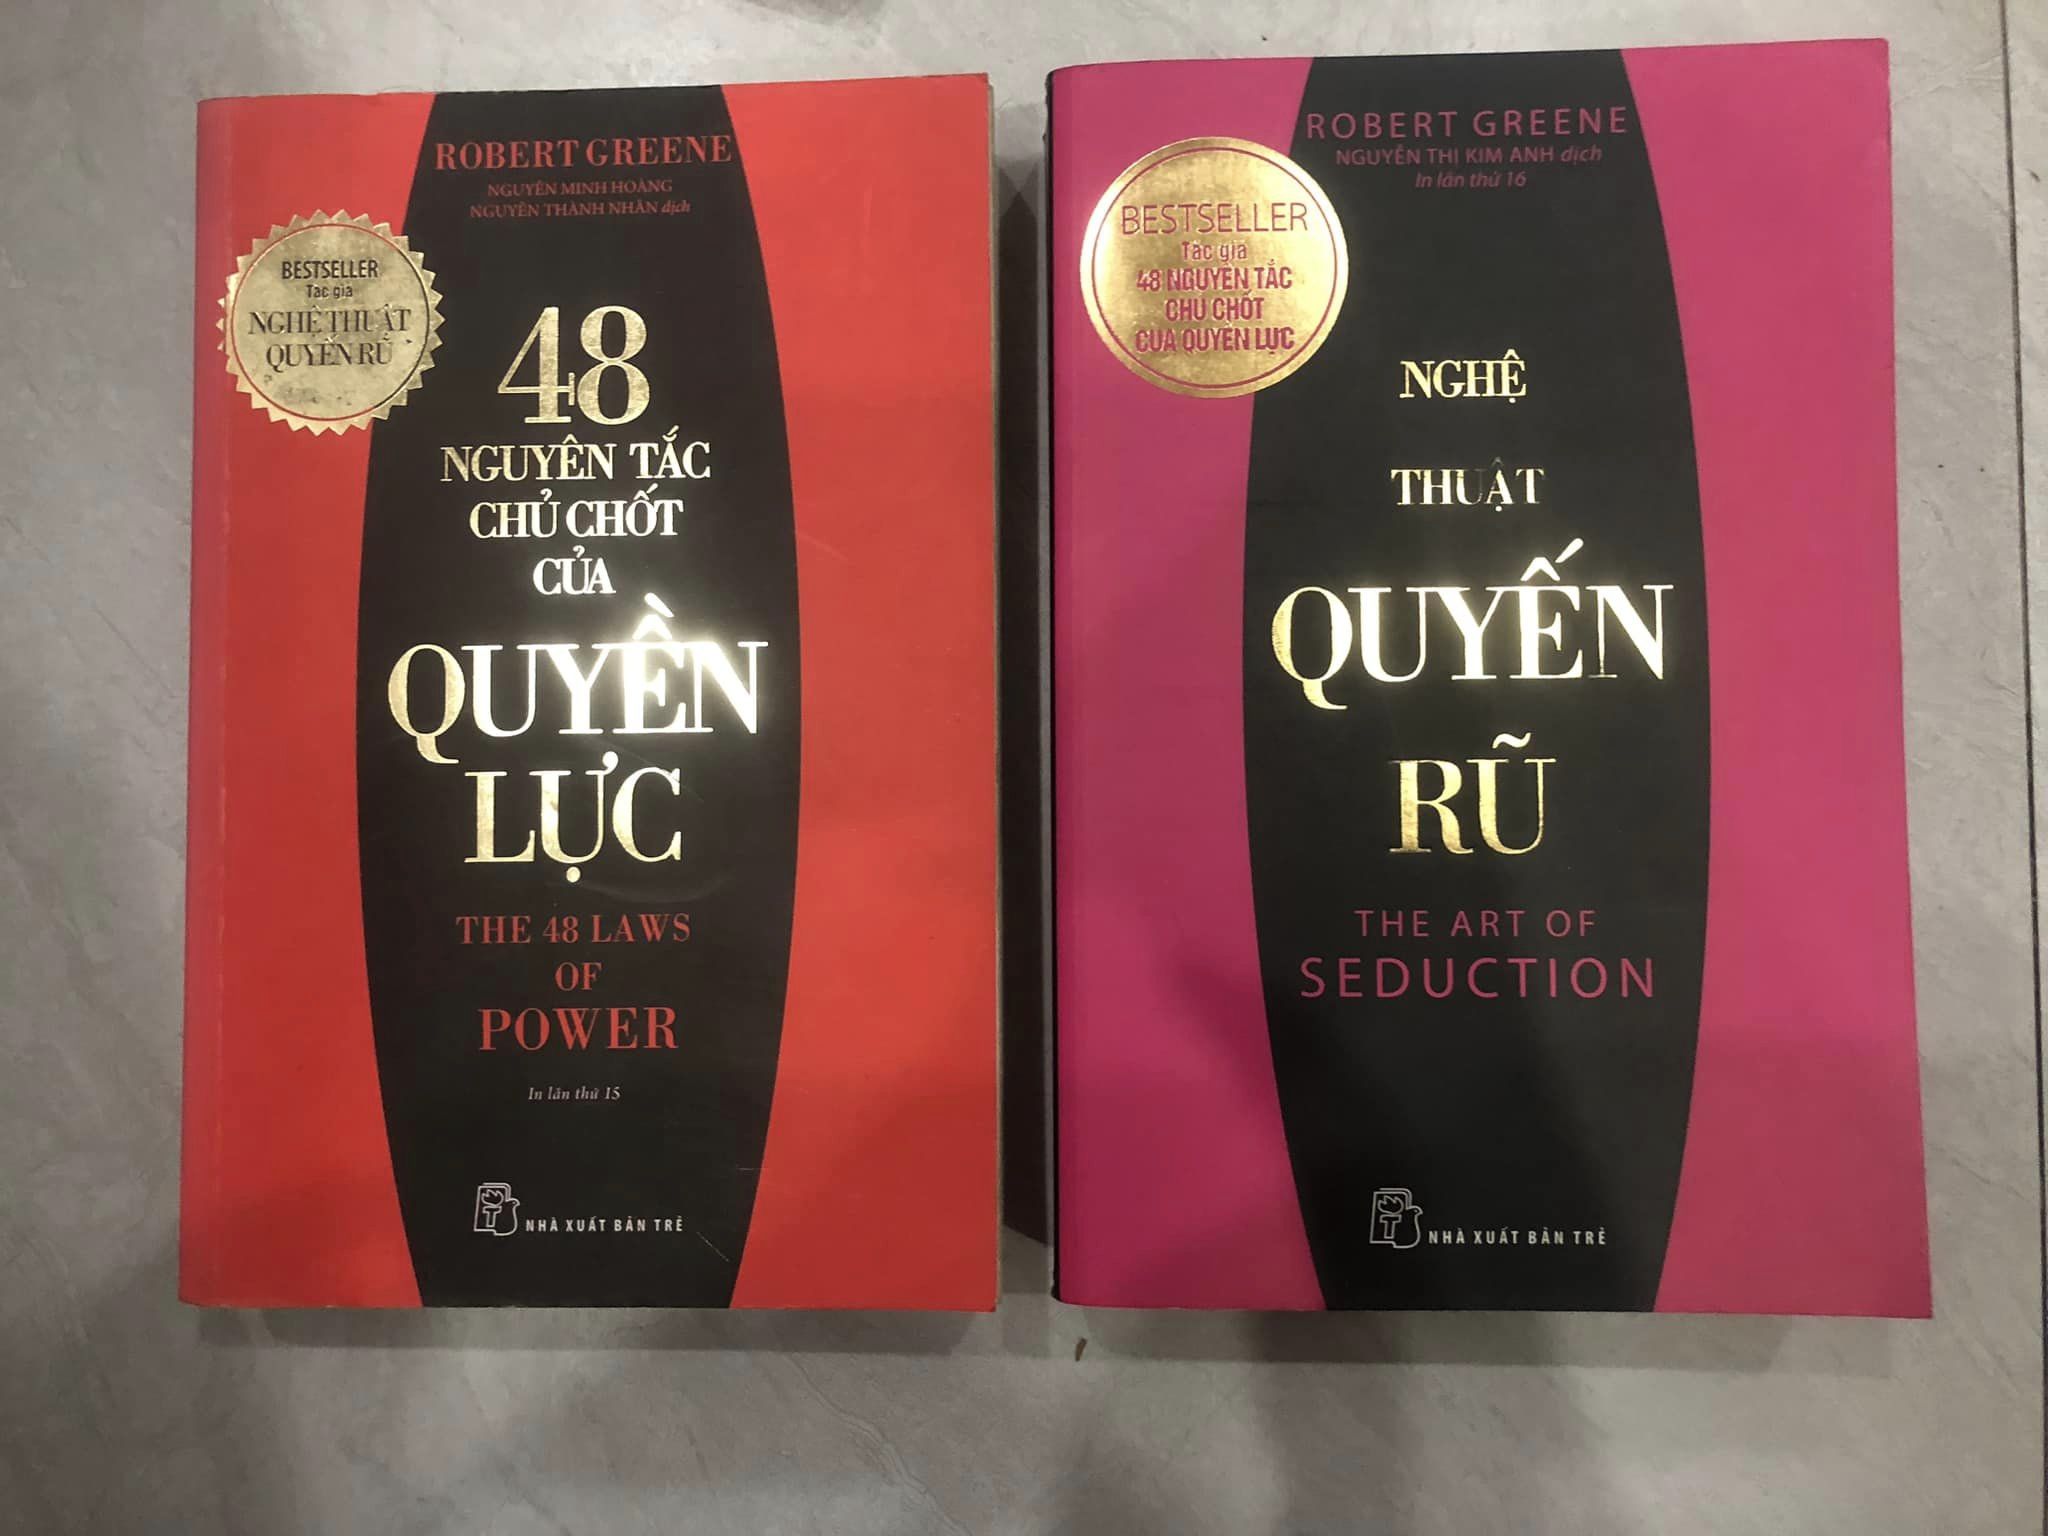 ROBERT GREENE
NGUYỄN MINH HOÀNG
NGUYỄN THÀNH NHÂN dịch
BESTSELLER
Tác giả
NGHỆ THUẬT
QUYẾN RŨ
48
NGUYÊN TẮC
CHỦ CHỐT
CỦA
QUYỀN
LỰC
THE 48 LAWS
OF
POWER
In lần thứ 15
NHÀ XUẤT BẢN TRẺ
ROBERT GREENE
NGUYỄN THỊ KIM ANH dịch
In lần thứ 16
BESTSELLER
Tác giả
48 NGUYÊN TẮC
CHỦ CHỐT
CỦA QUYỀN LỰC
NGHỆ
THUẬT
QUYẾN
RŨ
THE ART OF
SEDUCTION
NHÀ XUẤT BẢN TRẺ